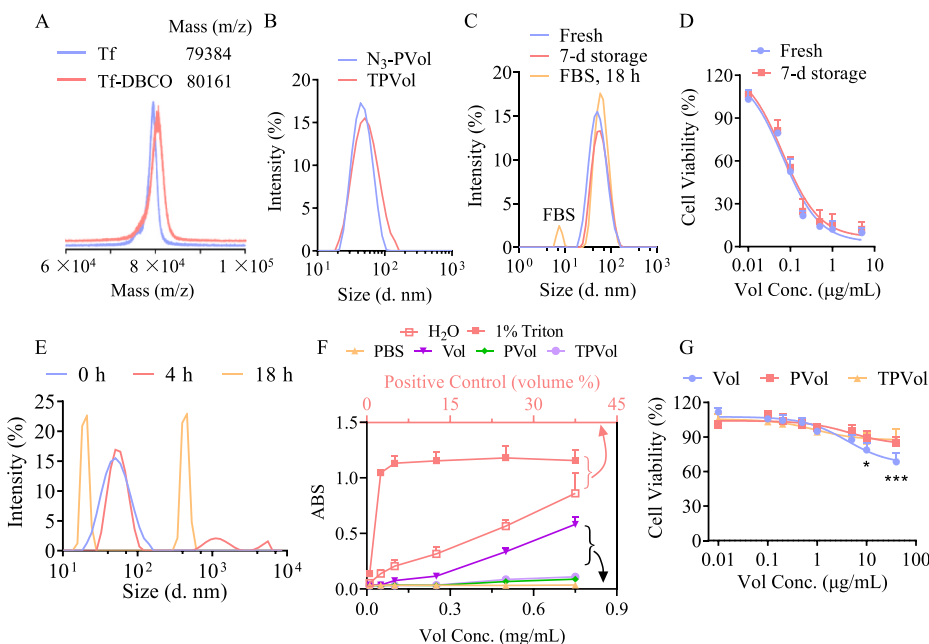 A
Mass (m/z)
Tf 79384
Tf-DBCO 80161
6 ×10⁴ 8 ×10⁴ 1 ×10⁵
Mass (m/z)
B
N₃-PVol
TPVol
Intensity (%)
20
15
10
5
0
10¹ 10² 10³
Size (d. nm)
C
Fresh
7-d storage
FBS, 18 h
Intensity (%)
20
15
10
5
0
FBS
10⁰ 10¹ 10² 10³
Size (d. nm)
D
Fresh
7-d storage
Cell Viability (%)
120
90
60
30
0
0.01 0.1 1 10
Vol Conc. (μg/mL)
E
0 h 4 h 18 h
Intensity (%)
25
20
15
10
5
0
10¹ 10² 10³ 10⁴
Size (d. nm)
F
H₂O 1% Triton
PBS Vol PVol TPVol
Positive Control (volume %)
0 15 30 45
ABS
1.5
1.0
0.5
0.0
0.0 0.3 0.6 0.9
Vol Conc. (mg/mL)
G
Vol PVol TPVol
Cell Viability (%)
120
90
60
30
0
* ***
0.01 0.1 1 10 100
Vol Conc. (μg/mL)